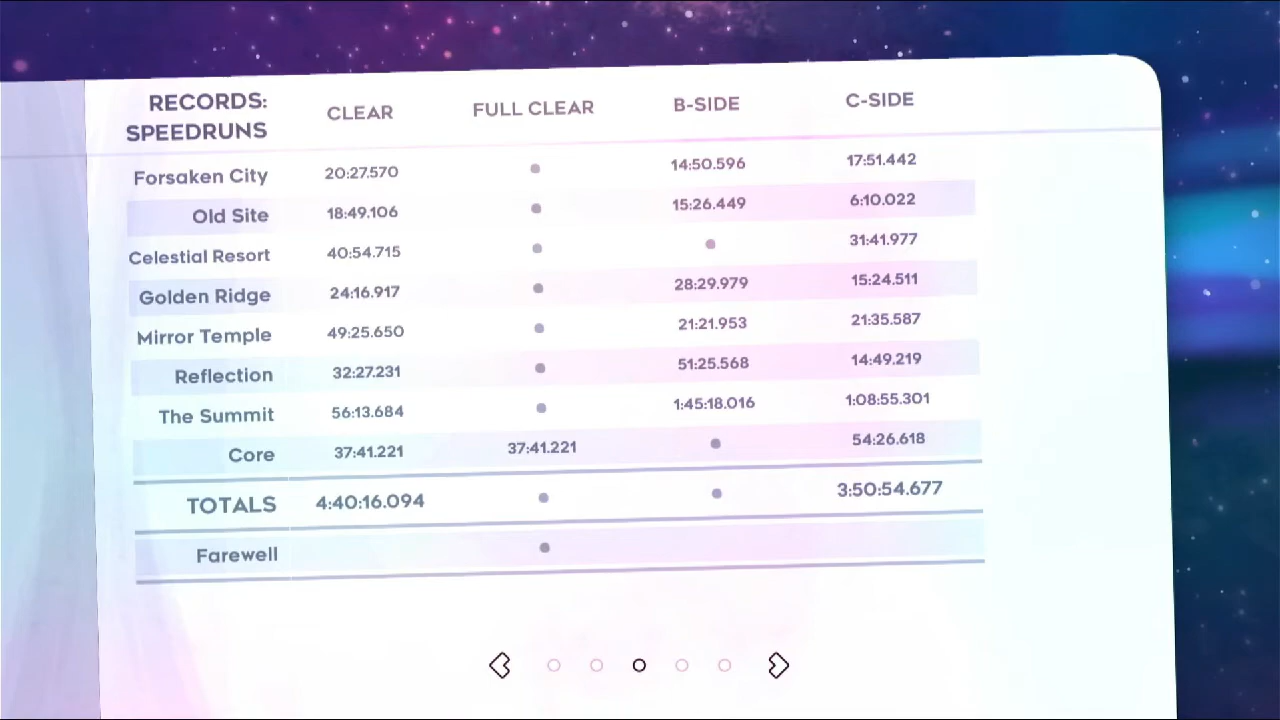 RECORDS: SPEEDRUNS CLEAR FULL CLEAR B-SIDE C-SIDE
Forsaken City 20:27.570 14:50.596 17:51.442
Old Site 18:49.106 15:26.449 6:10.022
Celestial Resort 40:54.715 31:41.977
Golden Ridge 24:16.917 28:29.979 15:24.511
Mirror Temple 49:25.650 21:21.953 21:35.587
Reflection 32:27.231 51:25.568 14:49.219
The Summit 56:13.684 1:45:18.016 1:08:55.301
Core 37:41.221 37:41.221 54:26.618
TOTALS 4:40:16.094 3:50:54.677
Farewell